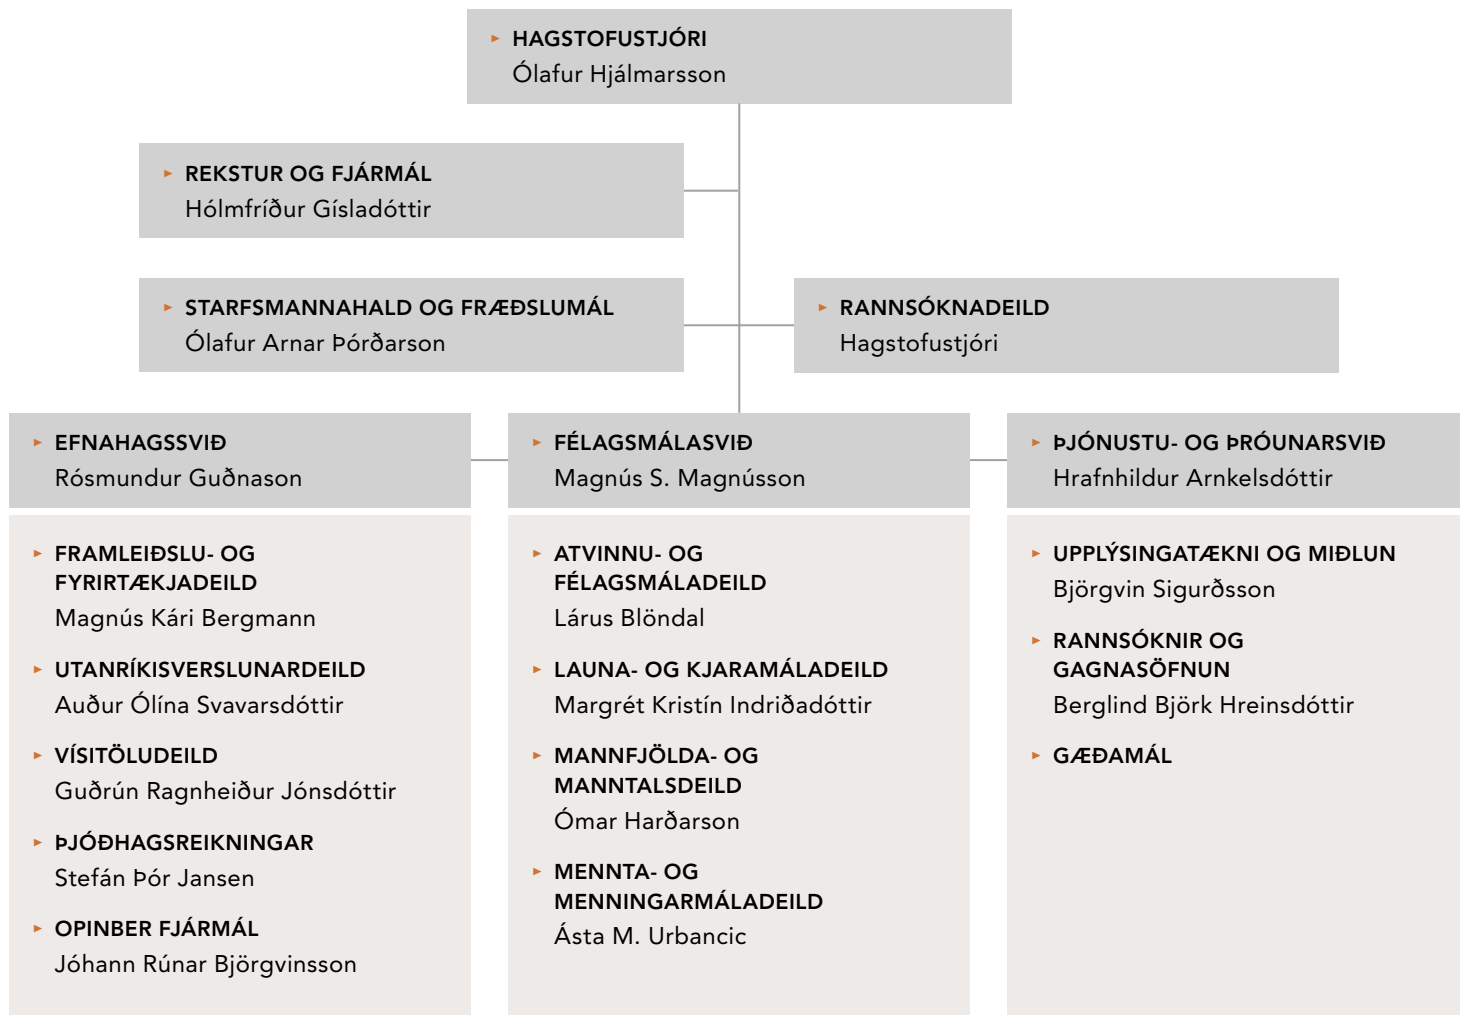 HAGSTOFUSTJÓRI
Ólafur Hjálmarsson
REKSTUR OG FJÁRMÁL
Hólmfríður Gísladóttir
STARFSMANNAHALD OG FRÆÐSLUMÁL
Ólafur Arnar Þórðarson
RANNSÓKNADEILD
Hagstofustjóri
EFNAHAGSSVIÐ
Rósmundur Guðnason
FRAMLEIÐSLU- OG
FYRIRTÆKJADEILD
Magnús Kári Bergmann
UTANRÍKISVERSLUNARDEILD
Auður Ólína Svavarsdóttir
VÍSITÖLUDEILD
Guðrún Ragnheiður Jónsdóttir
ÞJÓÐHAGSREIKNINGAR
Stefán Þór Jansen
OPINBER FJÁRMÁL
Jóhann Rúnar Björgvinsson
FÉLAGSMÁLASVIÐ
Magnús S. Magnússon
ATVINNU- OG
FÉLAGSMÁLADEILD
Lárus Blöndal
LAUNA- OG KJARAMÁLADEILD
Margrét Kristín Indriðadóttir
MANNFJÖLDA- OG
MANNTALSDEILD
Ómar Harðarson
MENNTA- OG
MENNINGARMÁLADEILD
Ásta M. Urbancic
ÞJÓNUSTU- OG ÞRÓUNARSVIÐ
Hrafnhildur Arnkelsdóttir
UPPLÝSINGATÆKNI OG MIÐLUN
Björgvin Sigurðsson
RANNSÓKNIR OG
GAGNASÖFNUN
Berglind Björk Hreinsdóttir
GÆÐAMÁL